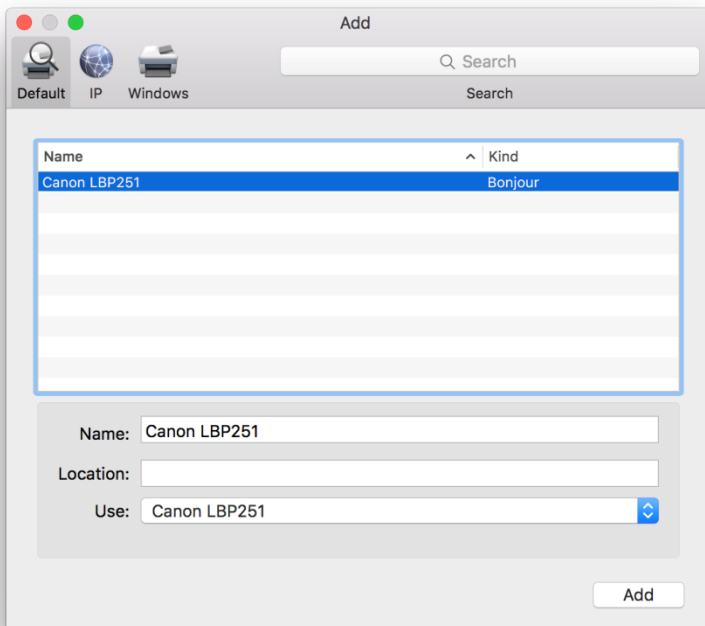 Add
Search
Default IP Windows Search
Name Kind
Canon LBP251 Bonjour
Name: Canon LBP251
Location:
Use: Canon LBP251
Add